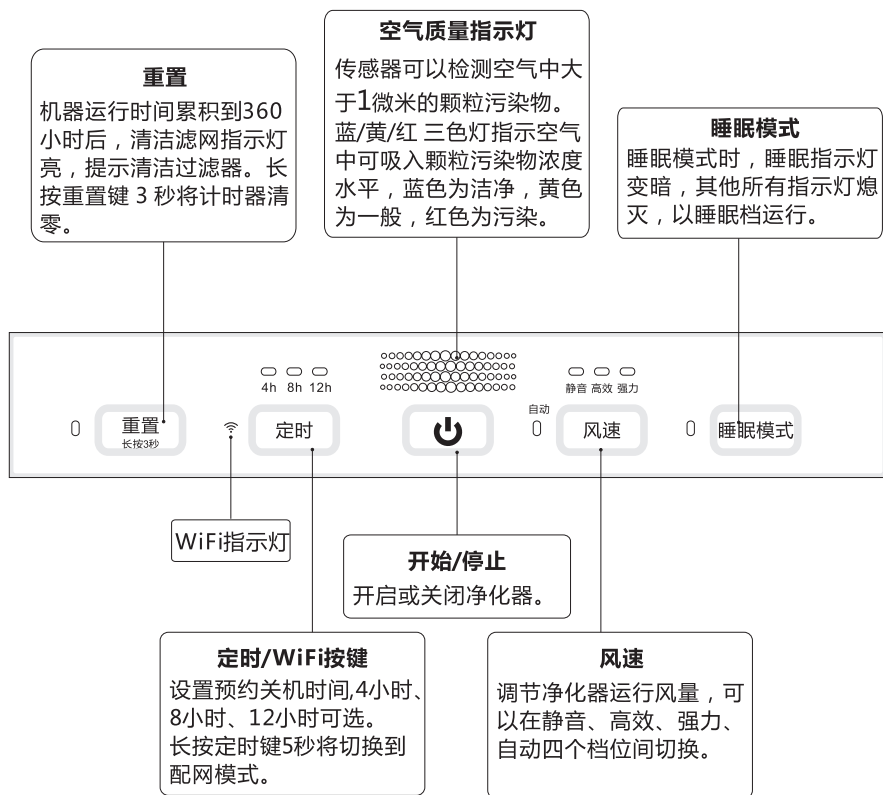 空气质量指示灯
传感器可以检测空气中大
于1微米的颗粒污染物。
蓝/黄/红 三色灯指示空气
中可吸入颗粒污染物浓度
水平，蓝色为洁净，黄色
为一般，红色为污染。
重置
机器运行时间累积到360
小时后，清洁滤网指示灯
亮，提示清洁过滤器。长
按重置键 3 秒将计时器清
零。
睡眠模式
睡眠模式时，睡眠指示灯
变暗，其他所有指示灯熄
灭，以睡眠档运行。
4h 8h 12h
静音 高效 强力
重置
长按3秒
定时
自动
风速
睡眠模式
WiFi指示灯
开始/停止
开启或关闭净化器。
定时/WiFi按键
设置预约关机时间,4小时、
8小时、12小时可选。
长按定时键5秒将切换到
配网模式。
风速
调节净化器运行风量，可
以在静音、高效、强力、
自动四个档位间切换。